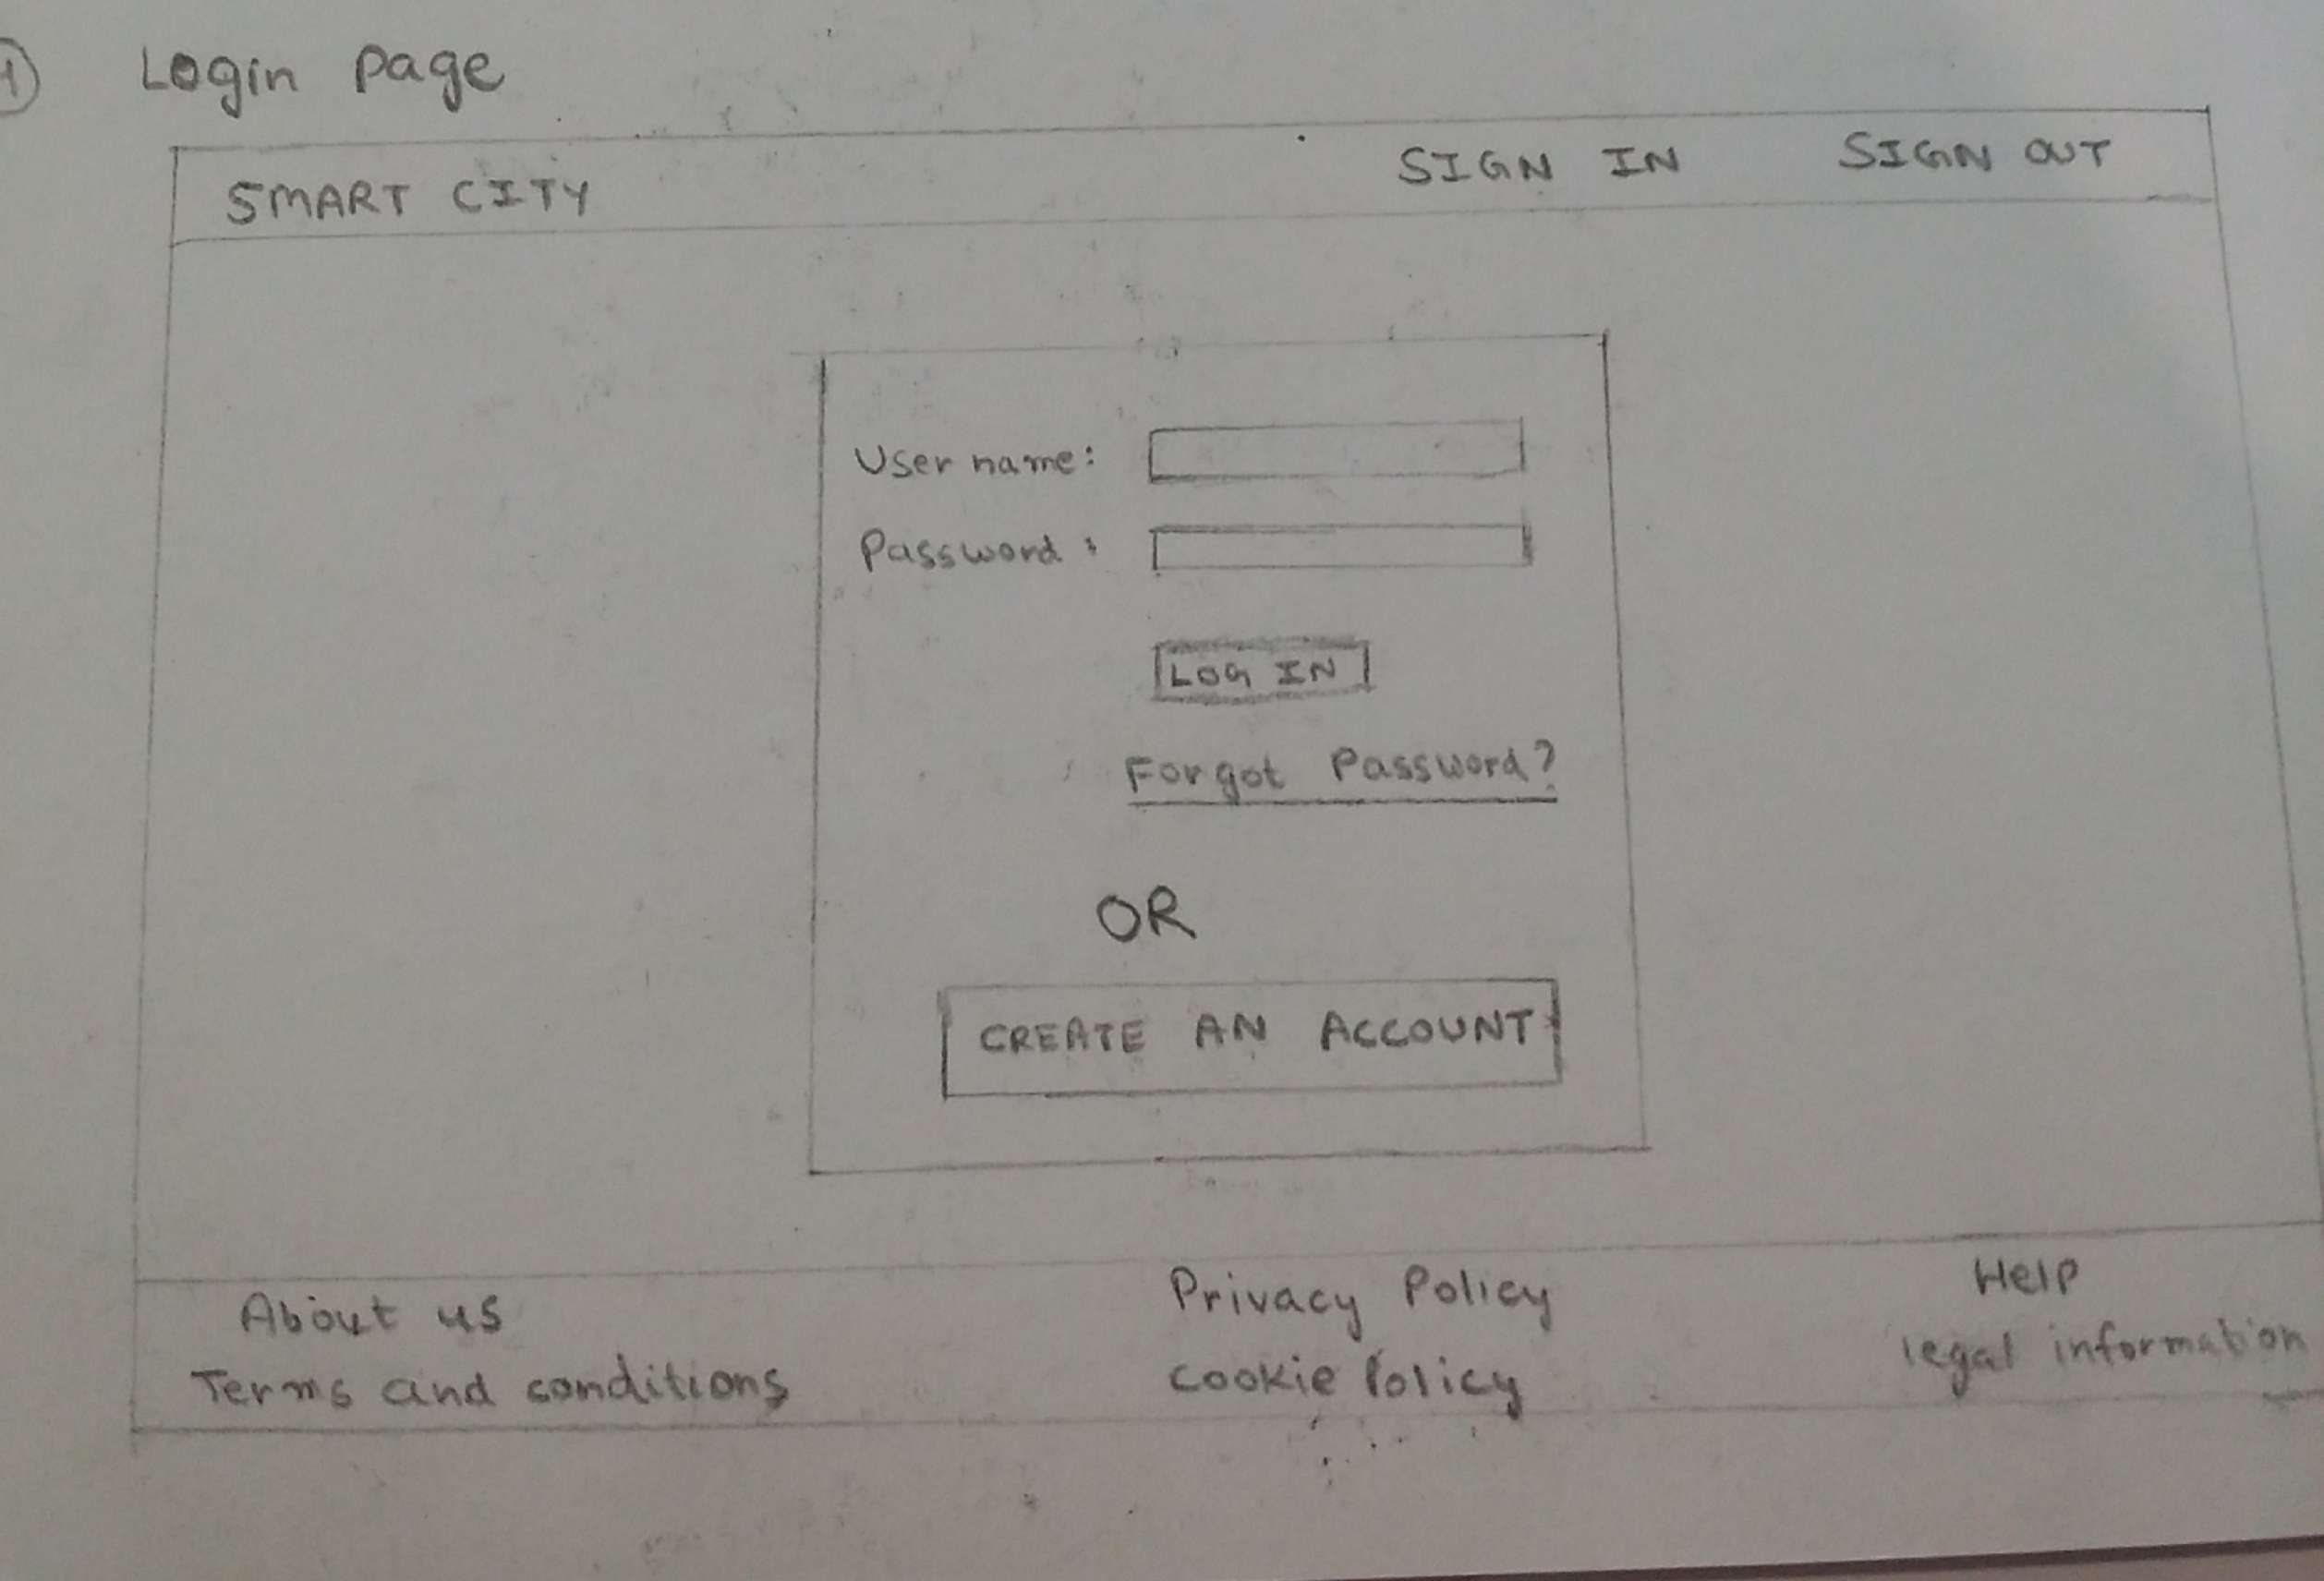 1 Login Page
SMART CITY SIGN IN SIGN OUT
User name:
Password:
LOG IN
Forgot Password?
OR
CREATE AN ACCOUNT
About us Privacy Policy Help
Terms and conditions Cookie Policy legal information